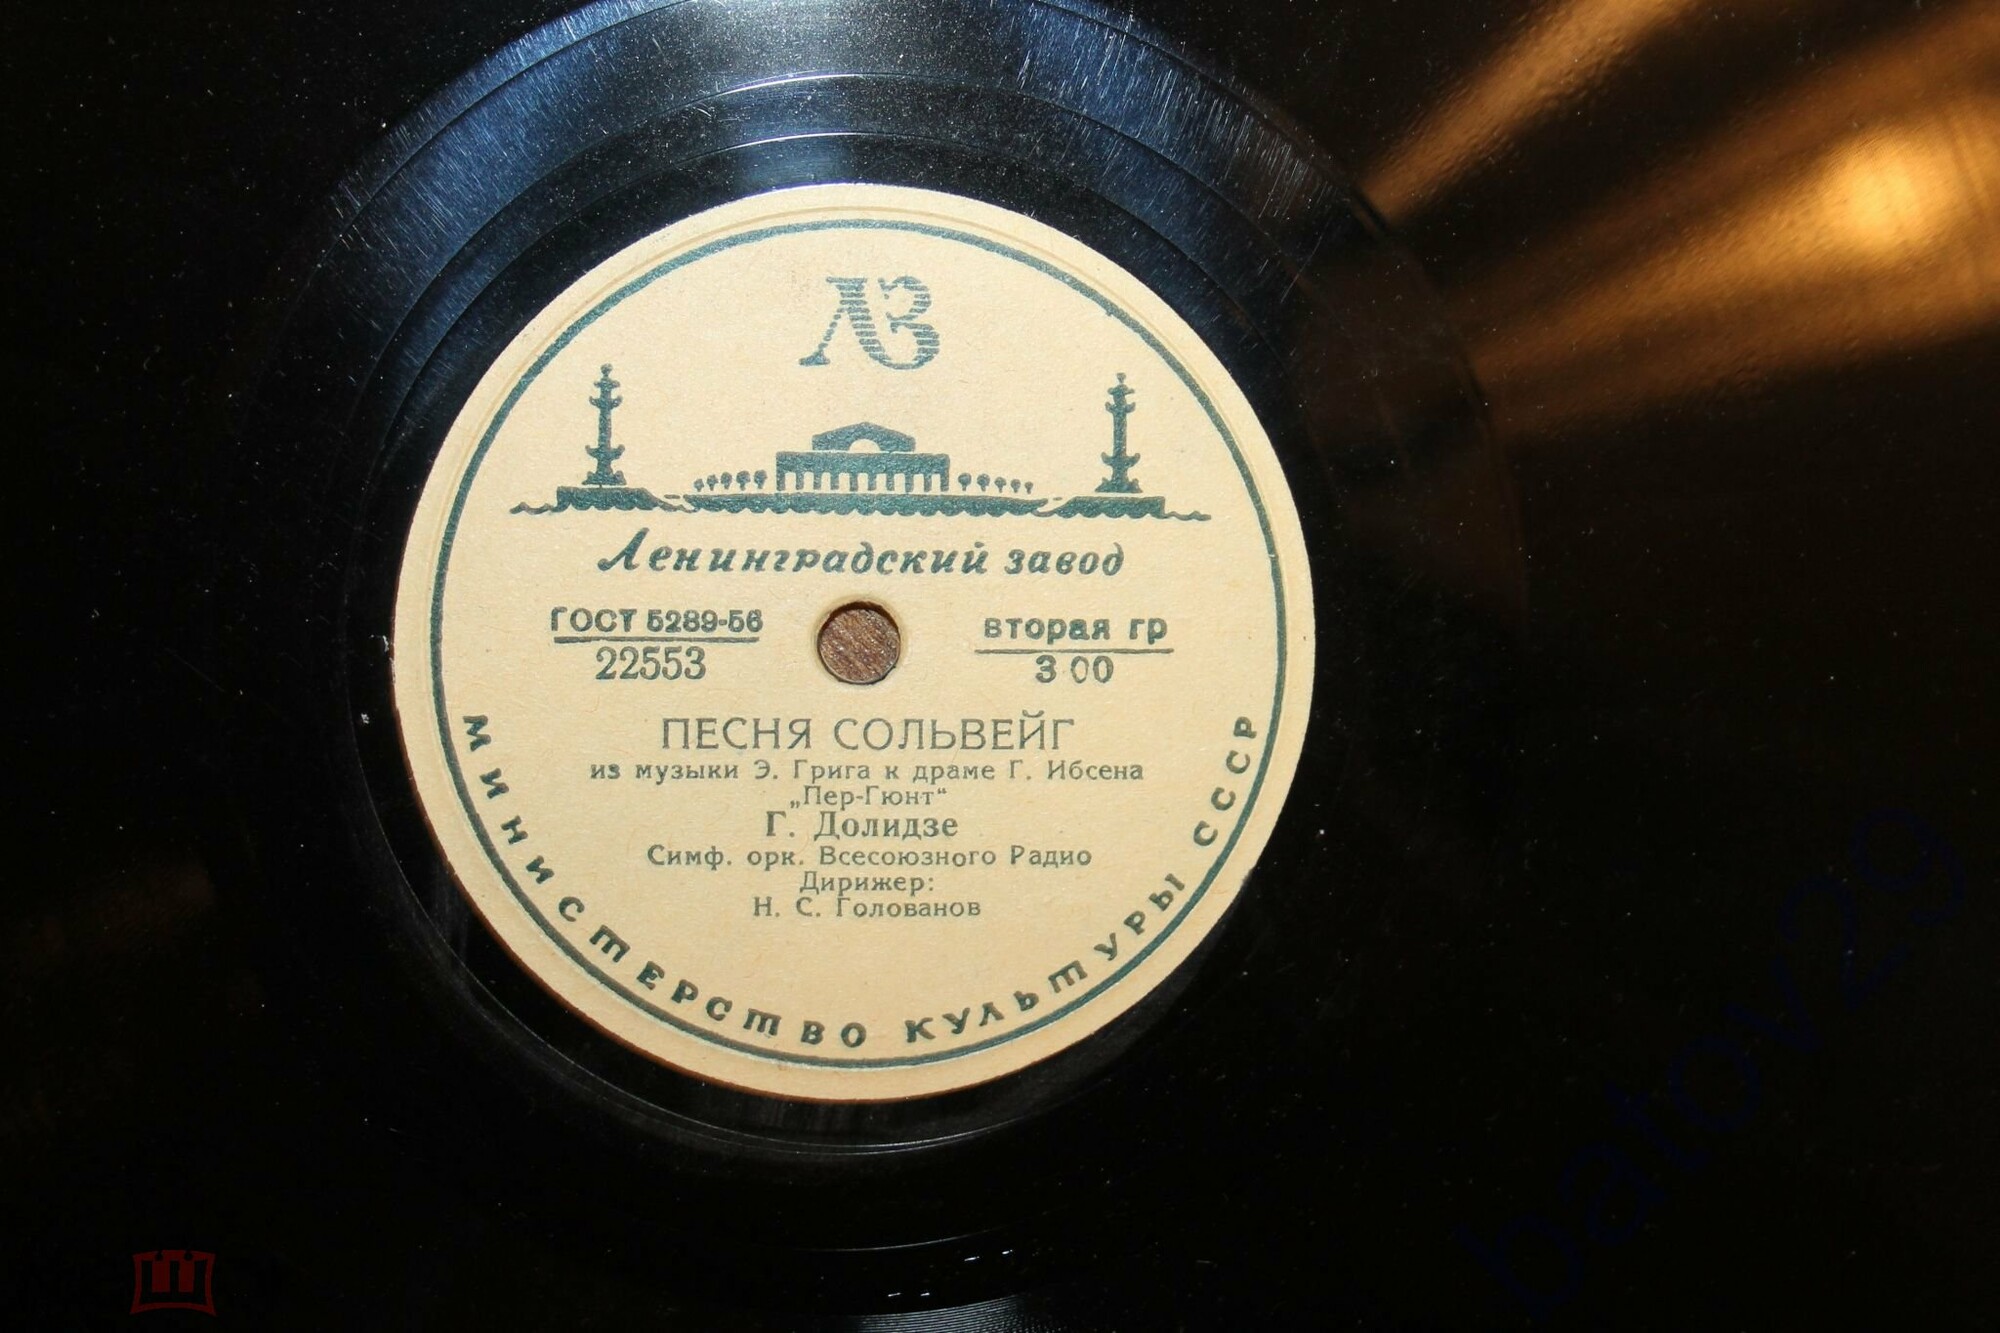 ЛЗ
Ленинградский завод
ГОСТ 5289-56
22553
вторая гр
3 00
ПЕСНЯ СОЛЬВЕЙГ
из музыки Э. Грига к драме Г. Ибсена
„Пер-Гюнт“
Г. Долидзе
Симф. орк. Всесоюзного Радио
Дирижер:
Н. С. Голованов
МИНИСТЕРСТВО КУЛЬТУРЫ СССР
batov29